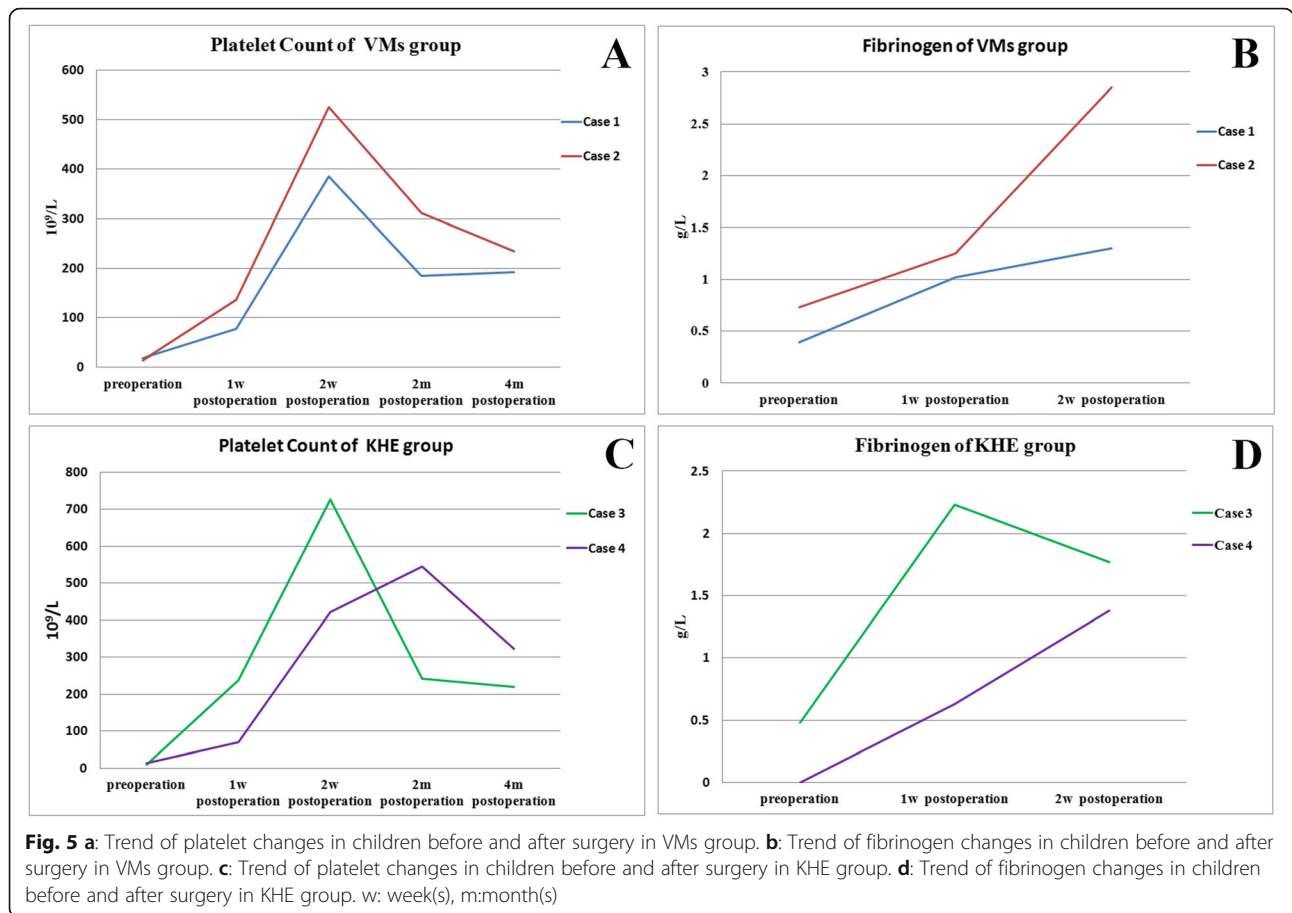 Platelet Count of VMs group
A
600
500
400
300
200
100
0
10⁹/L
preoperation
1w
postoperation
2w
postoperation
2m
postoperation
4m
postoperation
Case 1
Case 2
Fibrinogen of VMs group
B
3
2.5
2
1.5
1
0.5
0
g/L
preoperation
1w postoperation
2w postoperation
Case 1
Case 2
Platelet Count of KHE group
C
800
700
600
500
400
300
200
100
0
10⁹/L
preoperation
1w
postoperation
2w
postoperation
2m
postoperation
4m
postoperation
Case 3
Case 4
Fibrinogen of KHE group
D
2.5
2
1.5
1
0.5
0
g/L
preoperation
1w postoperation
2w postoperation
Case 3
Case 4
Fig. 5 a: Trend of platelet changes in children before and after surgery in VMs group. b: Trend of fibrinogen changes in children before and after
surgery in VMs group. c: Trend of platelet changes in children before and after surgery in KHE group. d: Trend of fibrinogen changes in children
before and after surgery in KHE group. w: week(s), m:month(s)